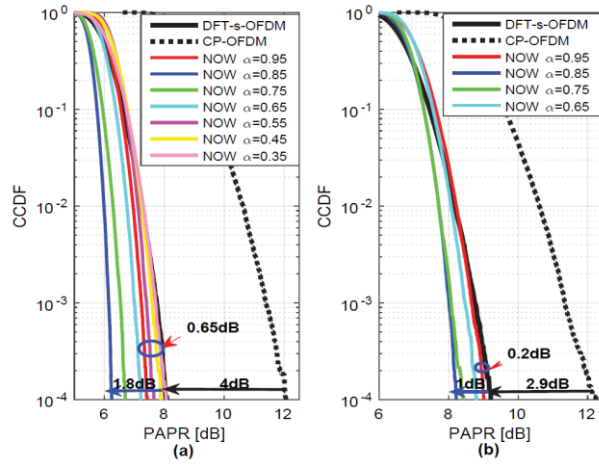 DFT-s-OFDM
CP-OFDM
NOW α=0.95
NOW α=0.85
NOW α=0.75
NOW α=0.65
NOW α=0.55
NOW α=0.45
NOW α=0.35
CCDF
10^0
10^-1
10^-2
10^-3
10^-4
0.65dB
1.8dB
4dB
6 8 10 12
PAPR [dB]
(a)
DFT-s-OFDM
CP-OFDM
NOW α=0.95
NOW α=0.85
NOW α=0.75
NOW α=0.65
CCDF
10^0
10^-1
10^-2
10^-3
10^-4
0.2dB
1dB
2.9dB
6 8 10 12
PAPR [dB]
(b)